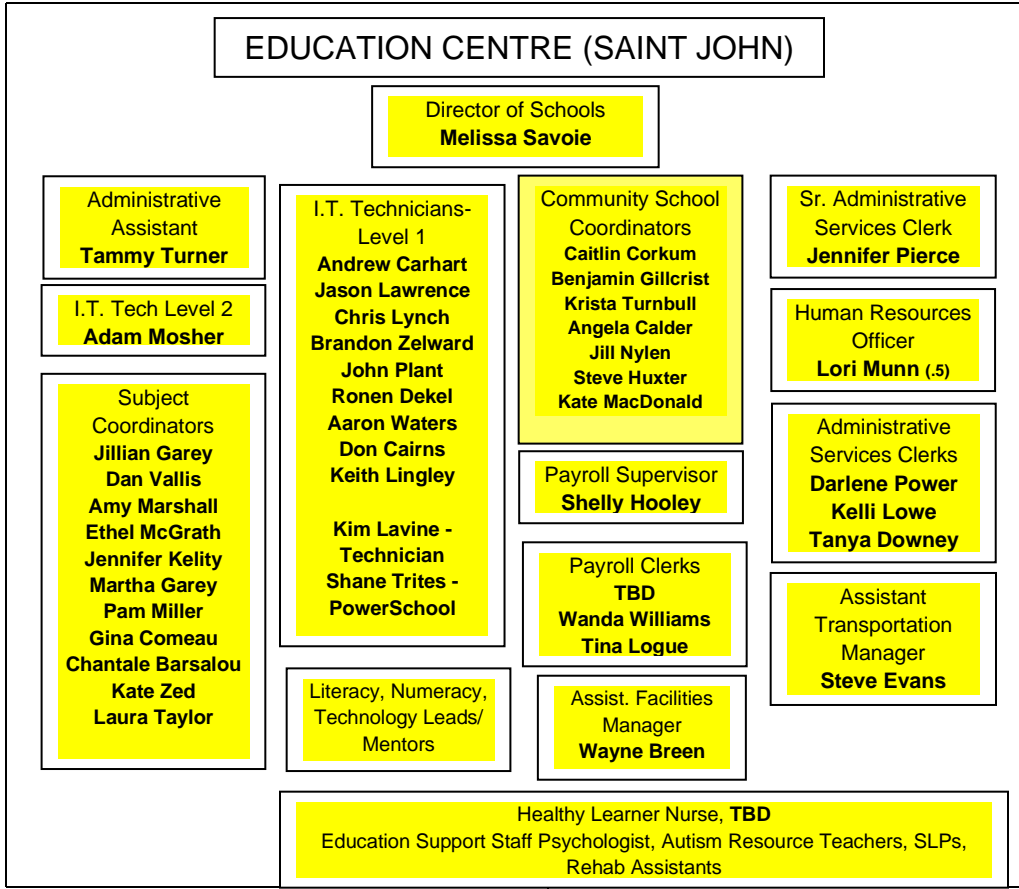 EDUCATION CENTRE (SAINT JOHN)
Director of Schools
Melissa Savoie
Administrative
Assistant
Tammy Turner
I.T. Tech Level 2
Adam Mosher
Subject
Coordinators
Jillian Garey
Dan Vallis
Amy Marshall
Ethel McGrath
Jennifer Kelity
Martha Garey
Pam Miller
Gina Comeau
Chantale Barsalou
Kate Zed
Laura Taylor
I.T. Technicians-
Level 1
Andrew Carhart
Jason Lawrence
Chris Lynch
Brandon Zelward
John Plant
Ronen Dekel
Aaron Waters
Don Cairns
Keith Lingley
Kim Lavine -
Technician
Shane Trites -
PowerSchool
Literacy, Numeracy,
Technology Leads/
Mentors
Community School
Coordinators
Caitlin Corkum
Benjamin Gillcrist
Krista Turnbull
Angela Calder
Jill Nylen
Steve Huxter
Kate MacDonald
Payroll Supervisor
Shelly Hooley
Payroll Clerks
TBD
Wanda Williams
Tina Logue
Assist. Facilities
Manager
Wayne Breen
Sr. Administrative
Services Clerk
Jennifer Pierce
Human Resources
Officer
Lori Munn (.5)
Administrative
Services Clerks
Darlene Power
Kelli Lowe
Tanya Downey
Assistant
Transportation
Manager
Steve Evans
Healthy Learner Nurse, TBD
Education Support Staff Psychologist, Autism Resource Teachers, SLPs,
Rehab Assistants